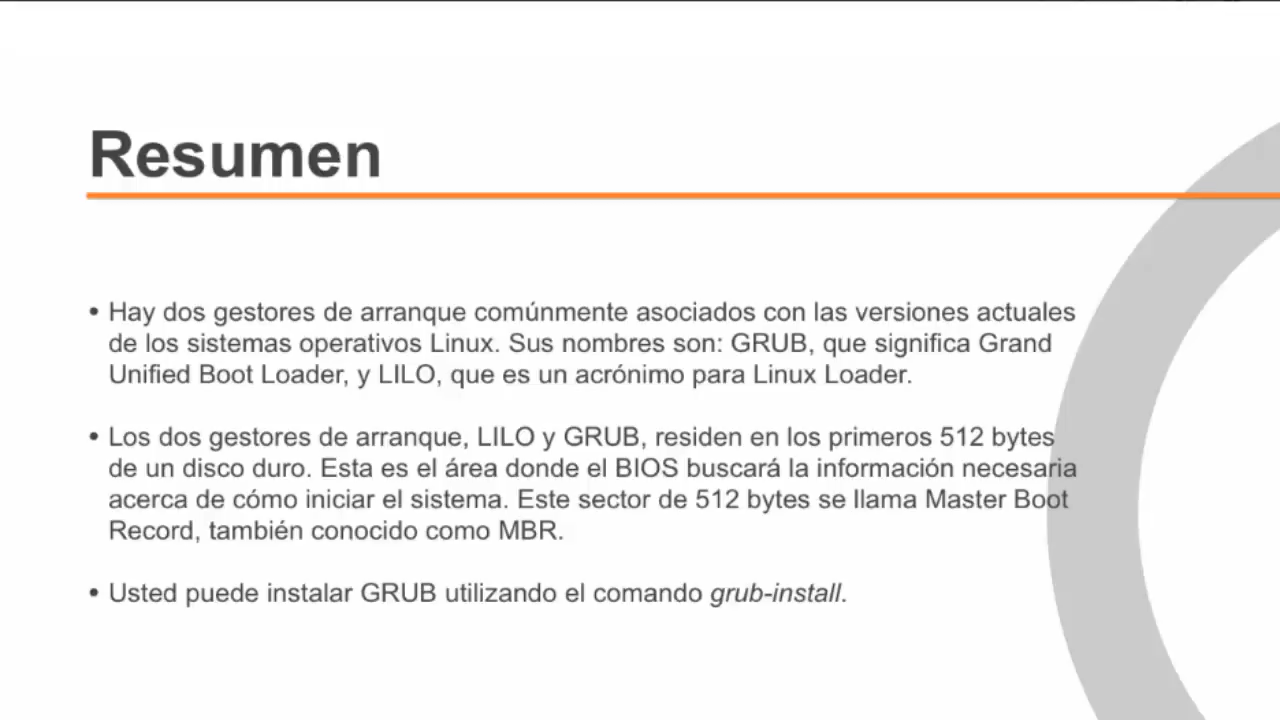 Resumen
• Hay dos gestores de arranque comúnmente asociados con las versiones actuales
de los sistemas operativos Linux. Sus nombres son: GRUB, que significa Grand
Unified Boot Loader, y LILO, que es un acrónimo para Linux Loader.
• Los dos gestores de arranque, LILO y GRUB, residen en los primeros 512 bytes
de un disco duro. Esta es el área donde el BIOS buscará la información necesaria
acerca de cómo iniciar el sistema. Este sector de 512 bytes se llama Master Boot
Record, también conocido como MBR.
• Usted puede instalar GRUB utilizando el comando grub-install.